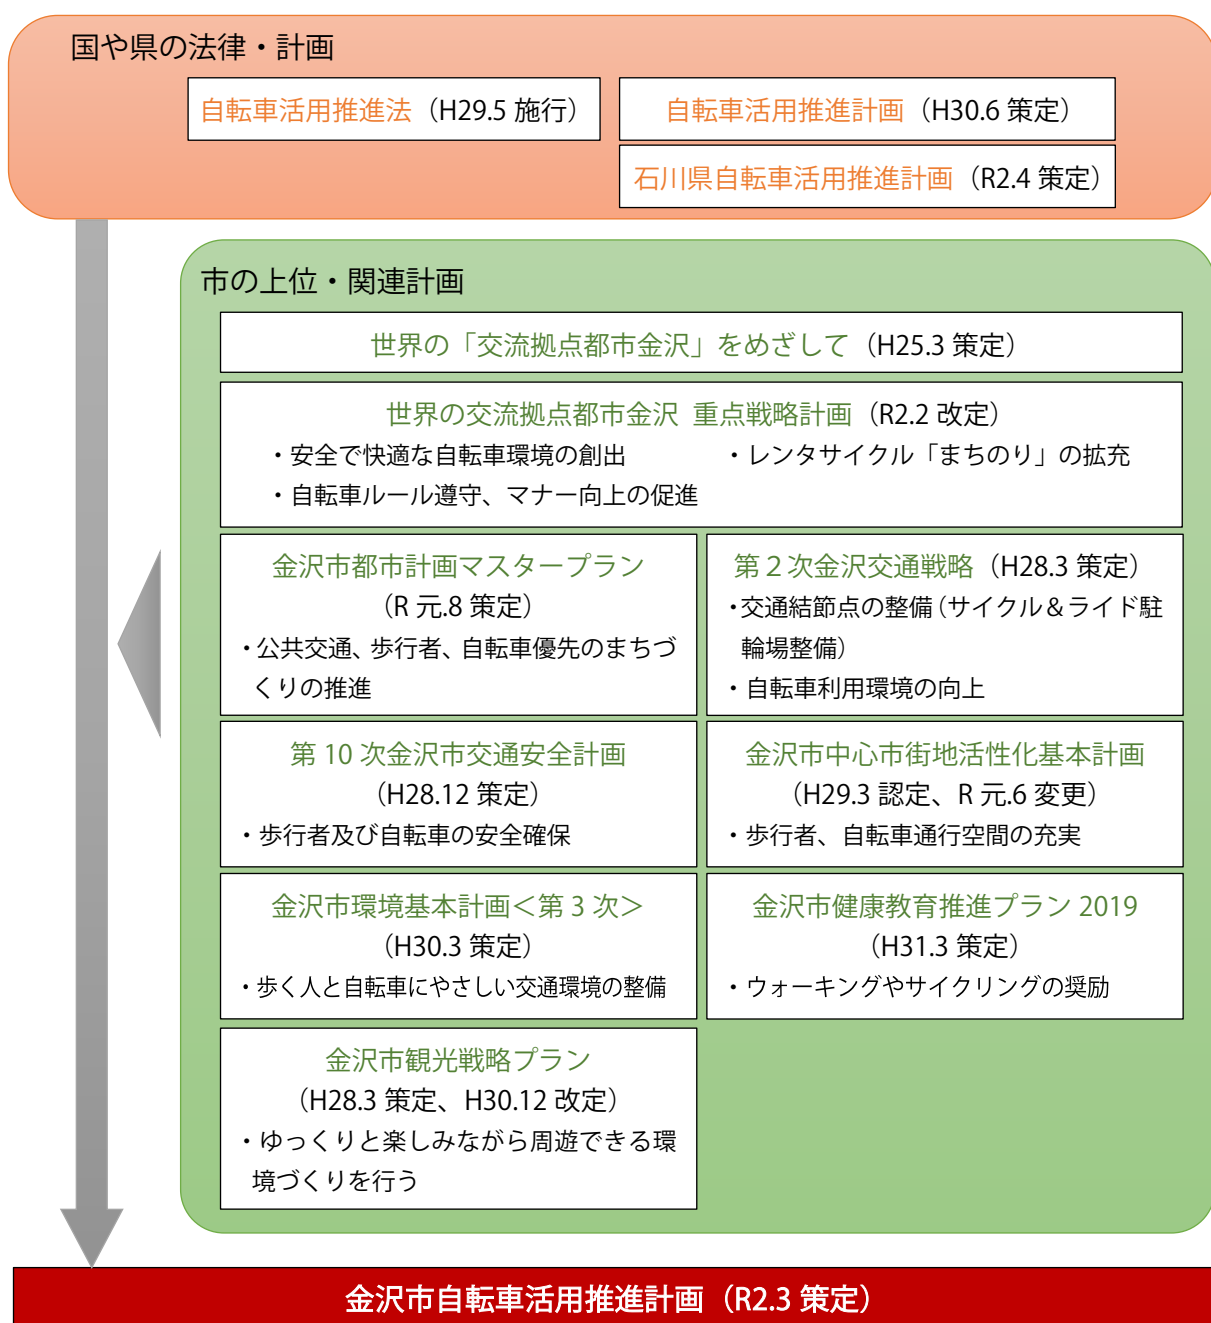 国や県の法律・計画
自転車活用推進法（H29.5 施行）
自転車活用推進計画（H30.6 策定）
石川県自転車活用推進計画（R2.4 策定）
市の上位・関連計画
世界の「交流拠点都市金沢」をめざして（H25.3 策定）
世界の交流拠点都市金沢 重点戦略計画（R2.2 改定）
・安全で快適な自転車環境の創出
・レンタサイクル「まちのり」の拡充
・自転車ルール遵守、マナー向上の促進
金沢市都市計画マスタープラン
（R 元.8 策定）
・公共交通、歩行者、自転車優先のまちづ
くりの推進
第２次金沢交通戦略（H28.3 策定）
・交通結節点の整備（サイクル＆ライド駐
輪場整備）
・自転車利用環境の向上
第 10 次金沢市交通安全計画
（H28.12 策定）
・歩行者及び自転車の安全確保
金沢市中心市街地活性化基本計画
（H29.3 認定、R 元.6 変更）
・歩行者、自転車通行空間の充実
金沢市環境基本計画＜第 3 次＞
（H30.3 策定）
・歩く人と自転車にやさしい交通環境の整備
金沢市健康教育推進プラン 2019
（H31.3 策定）
・ウォーキングやサイクリングの奨励
金沢市観光戦略プラン
（H28.3 策定、H30.12 改定）
・ゆっくりと楽しみながら周遊できる環
境づくりを行う
金沢市自転車活用推進計画（R2.3 策定）